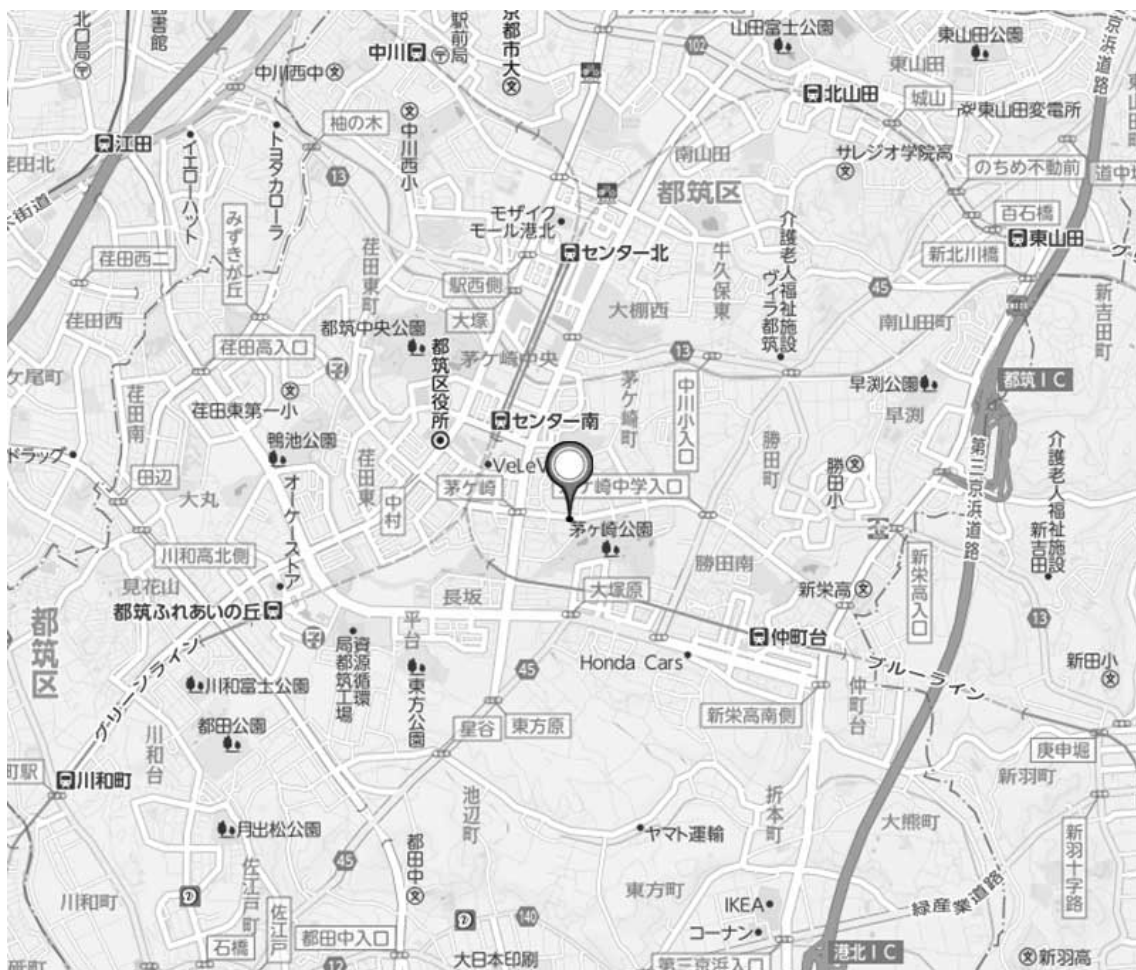 北口局
書館
中川
駅前局
京都市大
102
山田富士公園
東山田公園
京浜道路
中川西中
中川西小
北山田
東山田
城山
東山田変電所
東山田町
江田
柚の木
荏田北
イエローハット
トヨタカローラ
13
南山田
都筑区
サレジオ学院高
のちめ不動前
道中坂
街道
みずきが丘
モザイク
モール港北
センター北
介護老人福祉施設
ヴィラ都筑
百石橋
東山田
新北川橋
荏田西二
荏田東町
駅西側
大塚
大棚西
牛久保東
45
南山田町
新吉田町
荏田西
都筑中央公園
茅ケ崎中央
荏田高入口
13
ケ尾町
荏田東第一小
都筑区役所
茅ケ崎町
中川小入口
早渕公園
早渕
都筑IC
荏田南
センター南
鴨池公園
荏田東
勝田町
ドラッグ
田辺
大丸
オーケーストア
中村
VeLeV
茅ケ崎
ケ崎中学入口
勝田小
第三京浜道路
介護老人福祉施設
新吉田
茅ヶ崎公園
川和高北側
見花山
勝田南
新栄高
新栄高入口
大塚原
長坂
都筑ふれあいの丘
都筑区
平台
仲町台
13
資源循環
局都筑工場
45
Honda Cars
ブルーライン
新田小
グリーンライン
川和富士公園
東方公園
仲町台
都田公園
星谷
東方原
新栄高南側
庚申堀
川和台
町駅
川和町
新羽町
池辺町
折本町
月出松公園
ヤマト運輸
大熊町
新羽十字路
都田中
45
佐江戸町
川和町
東方町
緑産業道路
IKEA
佐江戸
140
コーナン
石橋
都田中入口
港北IC
大日本印刷
第三京浜入口
新羽高
12